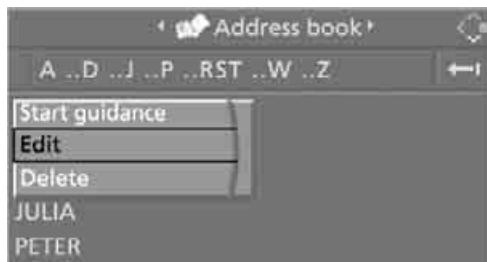 Address book
A ..D ..J ..P ..RST ..W ..Z
Start guidance
Edit
Delete
JULIA
PETER